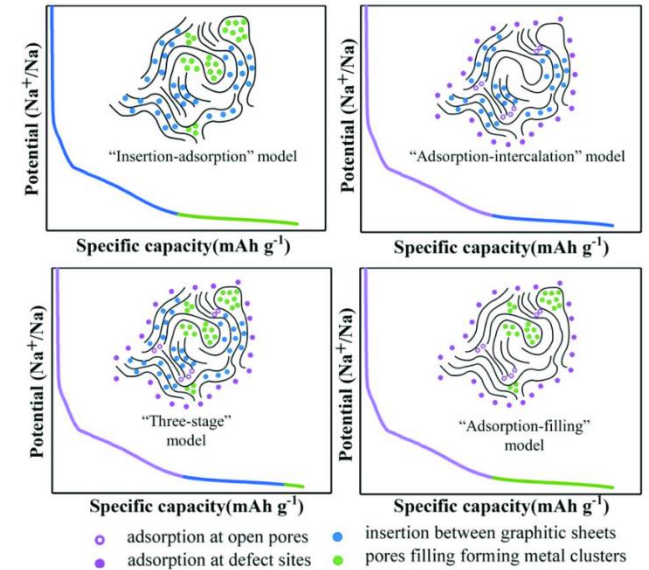 Potential (Na⁺/Na)
"Insertion-adsorption" model
Specific capacity(mAh g⁻¹)
Potential (Na⁺/Na)
"Adsorption-intercalation" model
Specific capacity(mAh g⁻¹)
Potential (Na⁺/Na)
"Three-stage"
model
Specific capacity(mAh g⁻¹)
Potential (Na⁺/Na)
"Adsorption-filling"
model
Specific capacity(mAh g⁻¹)
adsorption at open pores
adsorption at defect sites
insertion between graphitic sheets
pores filling forming metal clusters